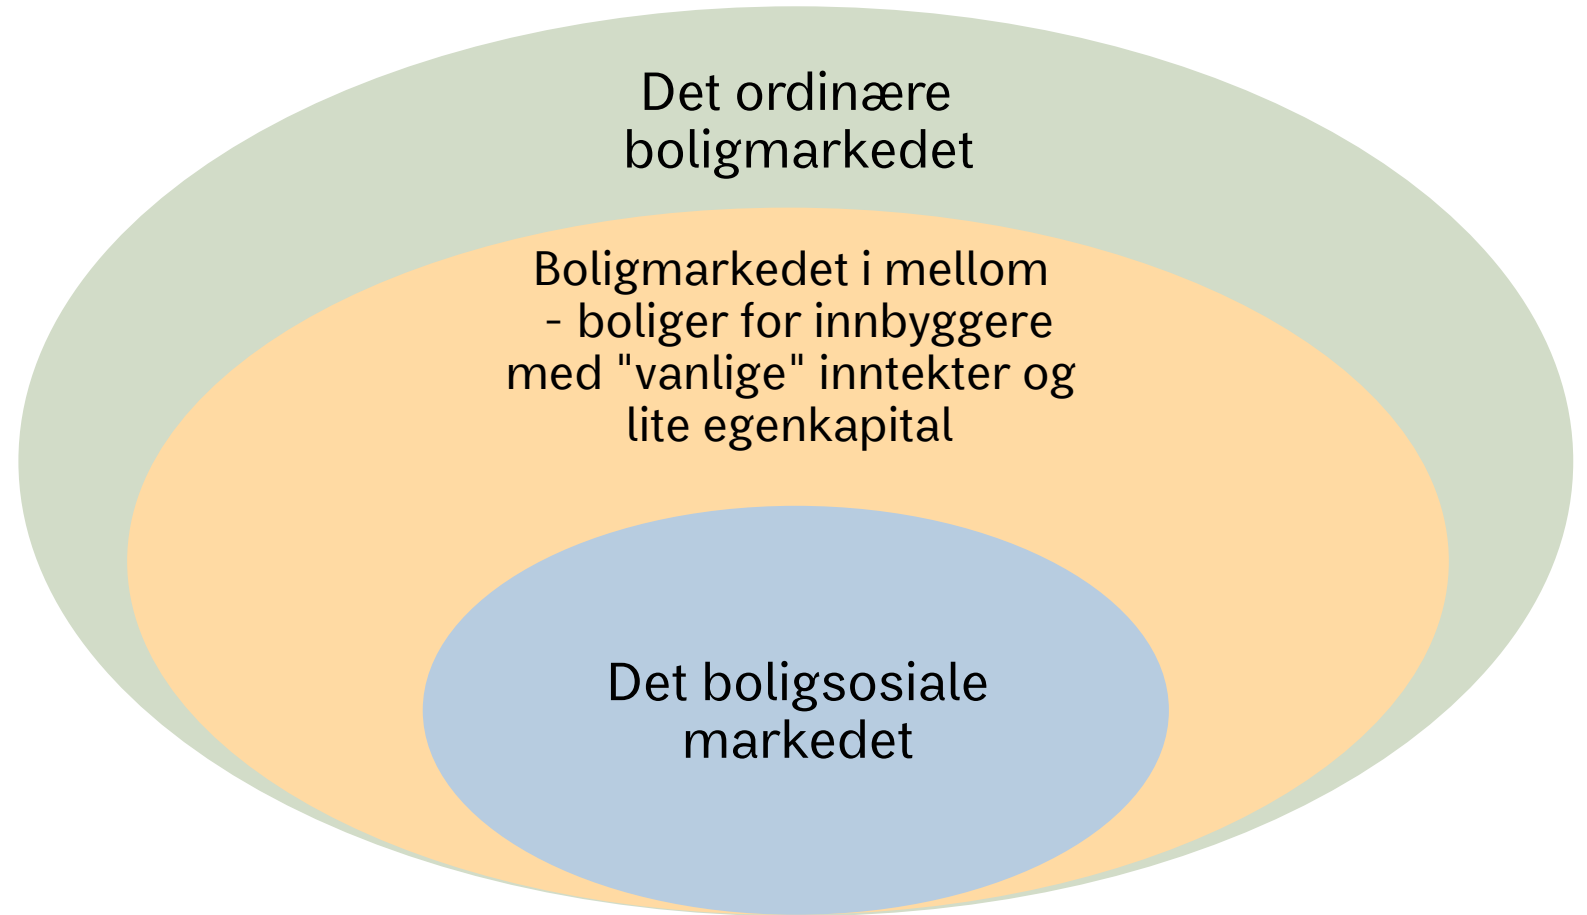 Det ordinære
boligmarkedet
Boligmarkedet i mellom
- boliger for innbyggere
med "vanlige" inntekter og
lite egenkapital
Det boligsosiale
markedet